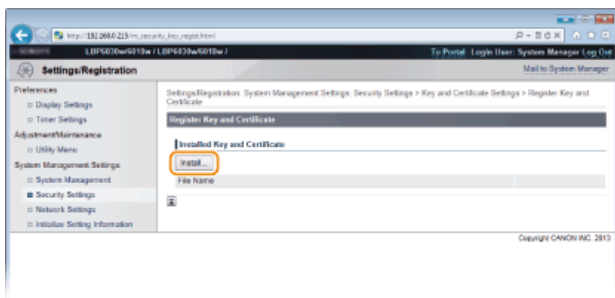 http://192.168.0.215/m_security_key_regist.html
LBP6030w/6018w / LBP6030w/6018w /
To Portal Login User: System Manager Log Out
Settings/Registration
Mail to System Manager
Preferences
Display Settings
Timer Settings
Adjustment/Maintenance
Utility Menu
System Management Settings
System Management
Security Settings
Network Settings
Initialize Setting Information
Settings/Registration: System Management Settings: Security Settings > Key and Certificate Settings > Register Key and
Certificate
Register Key and Certificate
Installed Key and Certificate
Install...
File Name
Copyright CANON INC. 2013